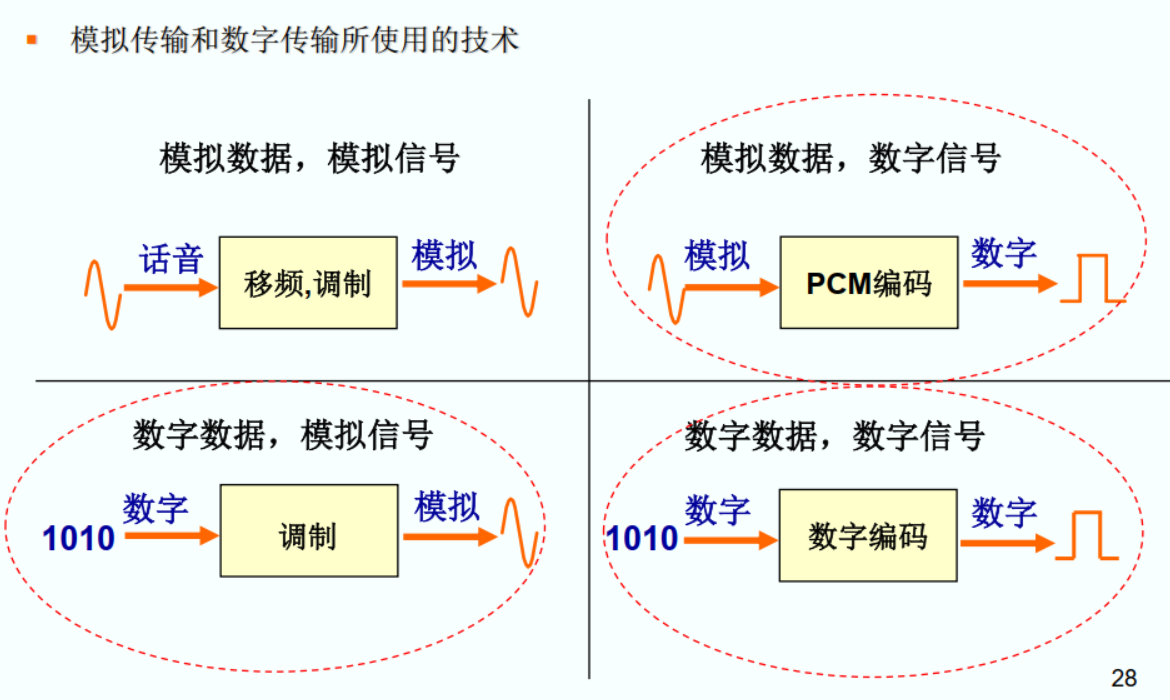 ▪ 模拟传输和数字传输所使用的技术
模拟数据，模拟信号
话音
移频,调制
模拟
模拟数据，数字信号
模拟
PCM编码
数字
数字数据，模拟信号
1010
数字
调制
模拟
数字数据，数字信号
1010
数字
数字编码
数字
28